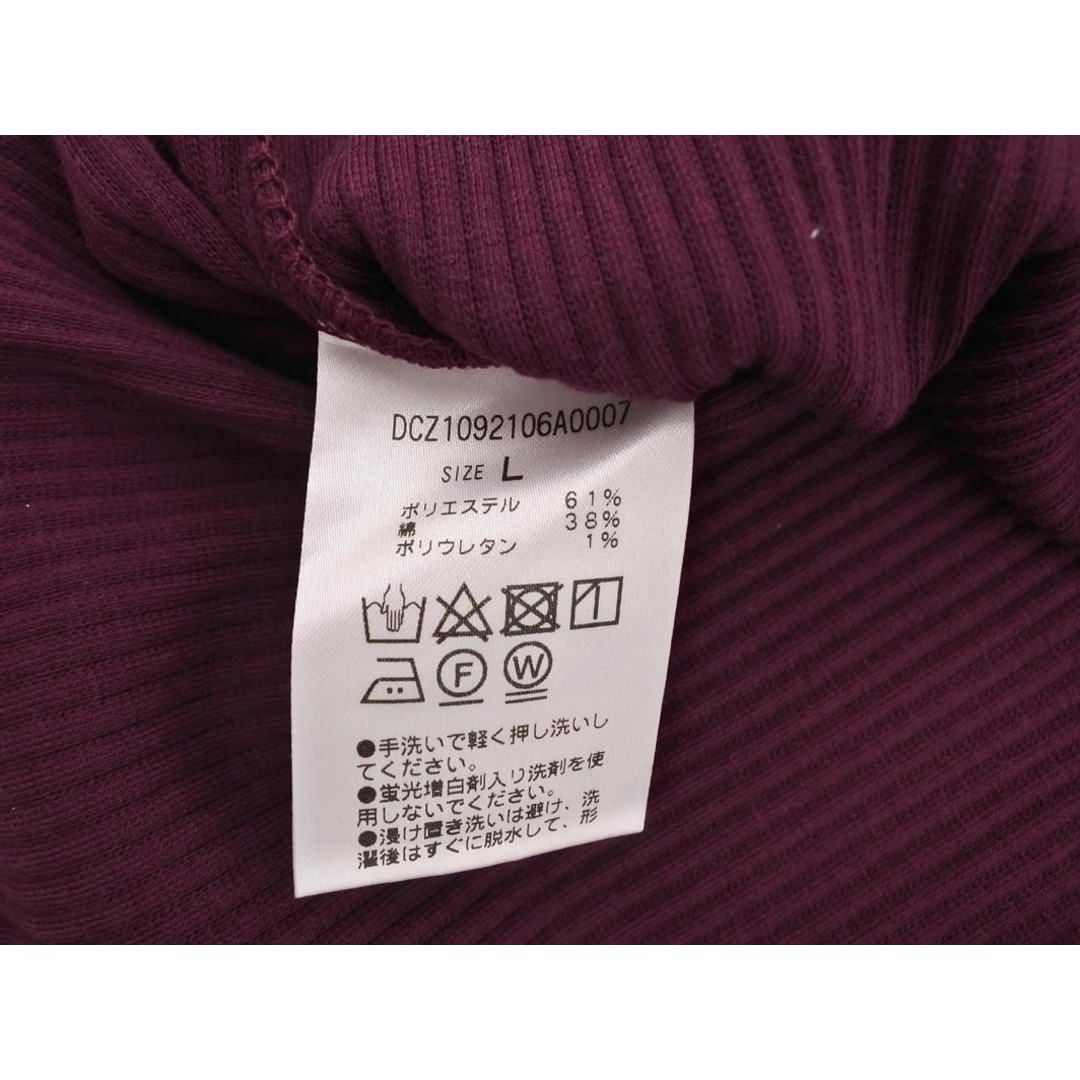 DCZ1092106A0007
SIZE L
ポリエステル 61%
綿 38%
ポリウレタン 1%
F W
●手洗いで軽く押し洗いし
てください。
●蛍光増白剤入り洗剤を使
用しないでください。
●浸け置き洗いは避け、洗
濯後はすぐに脱水して、形